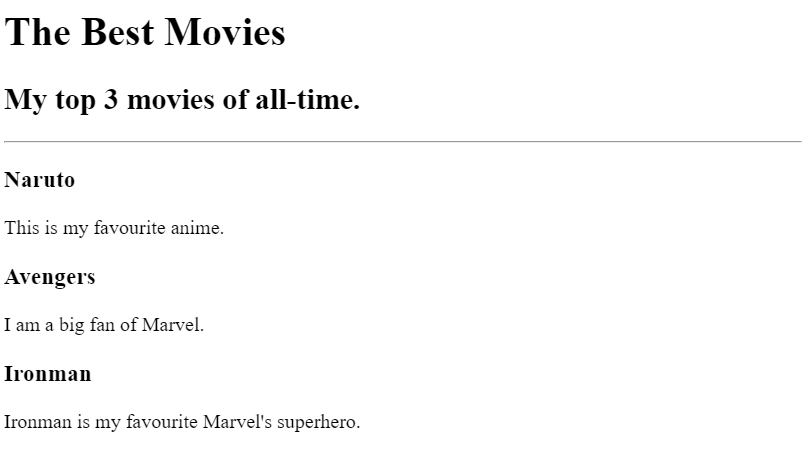 The Best Movies
My top 3 movies of all-time.
Naruto
This is my favourite anime.
Avengers
I am a big fan of Marvel.
Ironman
Ironman is my favourite Marvel's superhero.